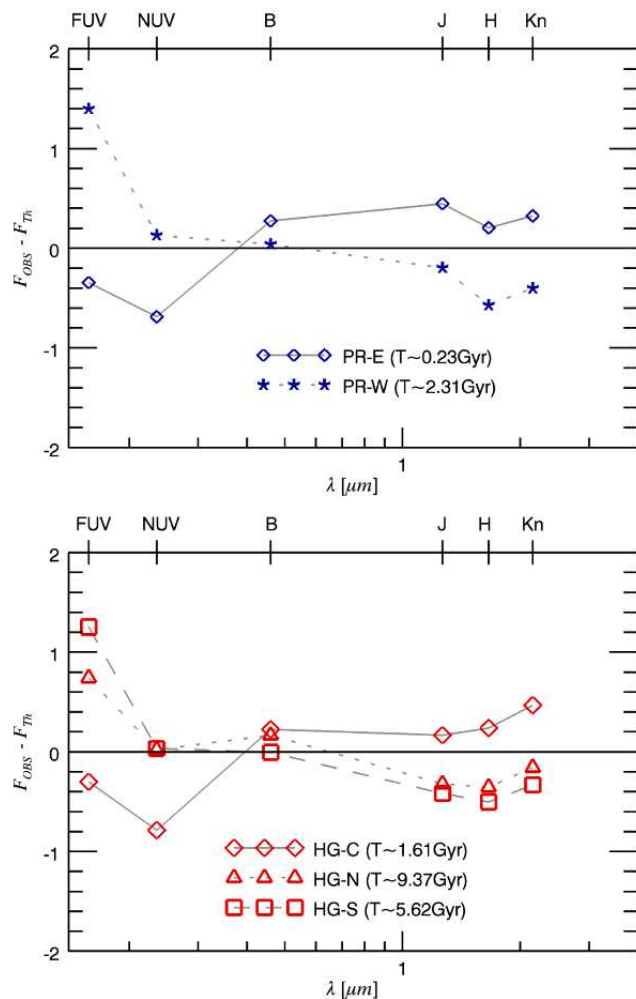 FUV NUV B J H Kn
2
1
F_OBS - F_Th
0
-1
-2
PR-E (T~0.23Gyr)
PR-W (T~2.31Gyr)
1
λ [μm]
FUV NUV B J H Kn
2
1
F_OBS - F_Th
0
-1
-2
HG-C (T~1.61Gyr)
HG-N (T~9.37Gyr)
HG-S (T~5.62Gyr)
1
λ [μm]